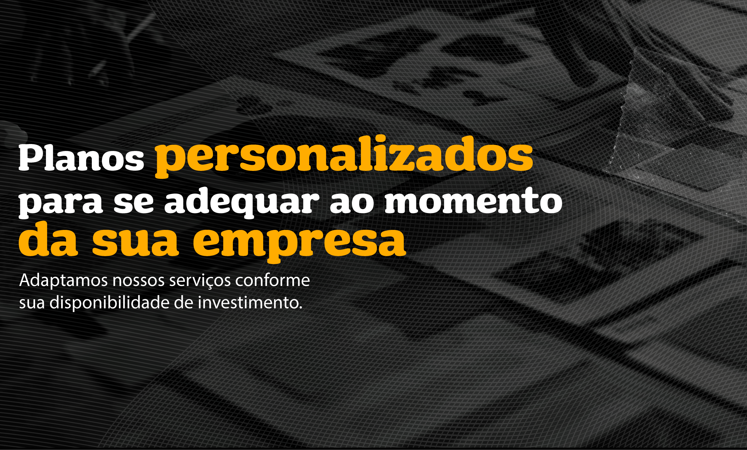 Planos personalizados
para se adequar ao momento
da sua empresa
Adaptamos nossos serviços conforme
sua disponibilidade de investimento.